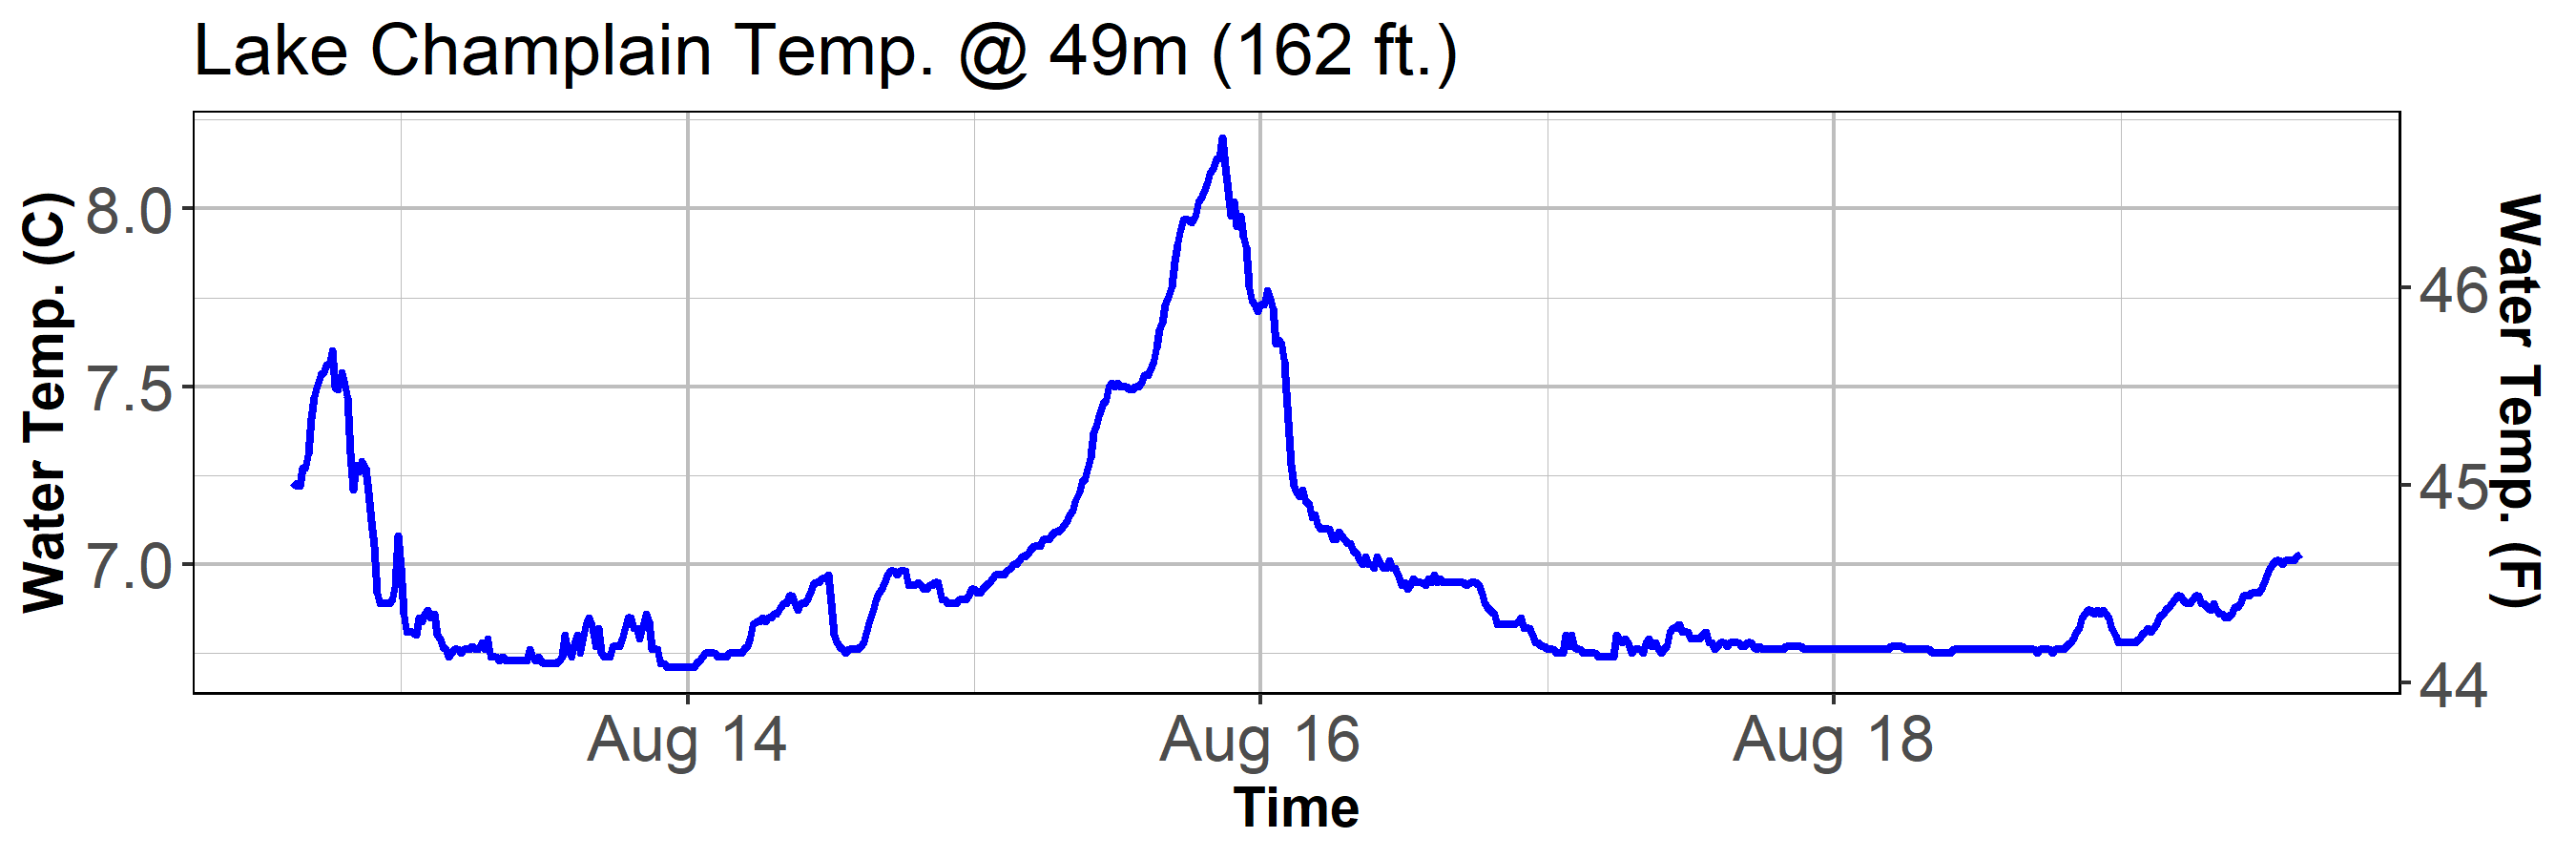 Lake Champlain Temp. @ 49m (162 ft.)
Water Temp. (C)
8.0
7.5
7.0
46
45
44
Water Temp. (F)
Aug 14
Aug 16
Aug 18
Time